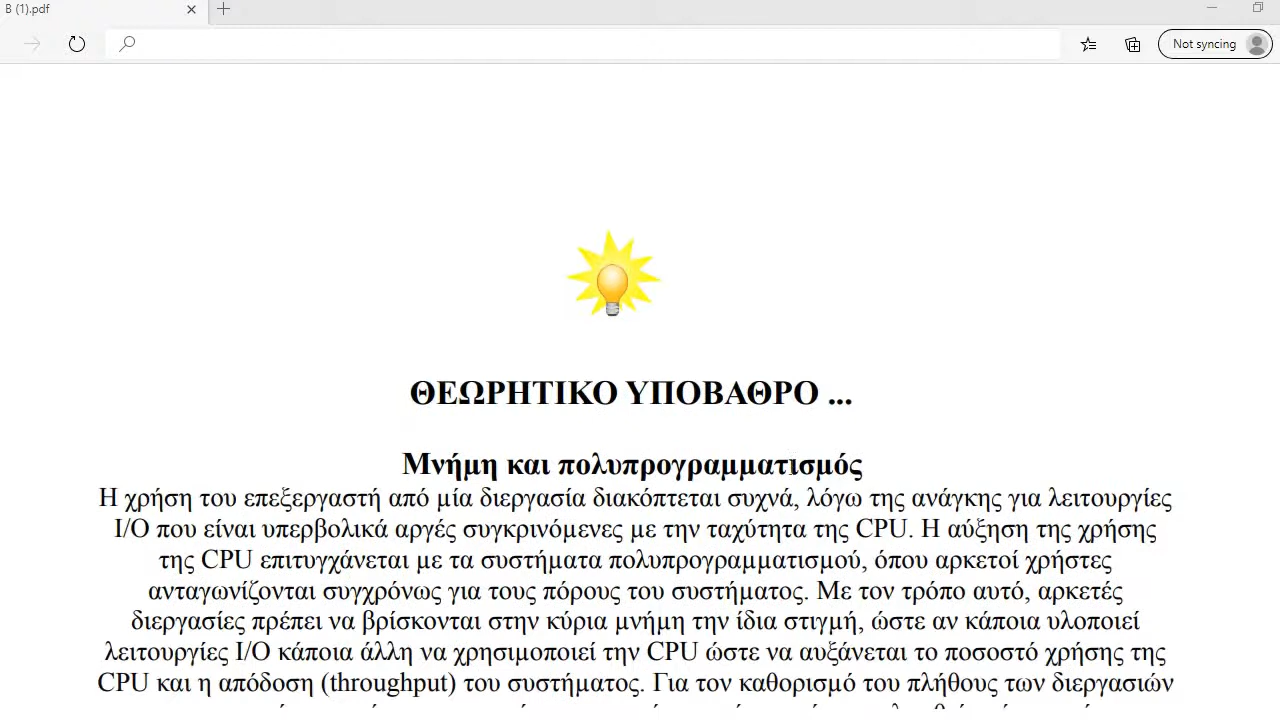 B (1).pdf
Not syncing
ΘΕΩΡΗΤΙΚΟ ΥΠΟΒΑΘΡΟ ...
Μνήμη και πολυπρογραμματισμός
Η χρήση του επεξεργαστή από μία διεργασία διακόπτεται συχνά, λόγω της ανάγκης για λειτουργίες
I/O που είναι υπερβολικά αργές συγκρινόμενες με την ταχύτητα της CPU. Η αύξηση της χρήσης
της CPU επιτυγχάνεται με τα συστήματα πολυπρογραμματισμού, όπου αρκετοί χρήστες
ανταγωνίζονται συγχρόνως για τους πόρους του συστήματος. Με τον τρόπο αυτό, αρκετές
διεργασίες πρέπει να βρίσκονται στην κύρια μνήμη την ίδια στιγμή, ώστε αν κάποια υλοποιεί
λειτουργίες I/O κάποια άλλη να χρησιμοποιεί την CPU ώστε να αυξάνεται το ποσοστό χρήσης της
CPU και η απόδοση (throughput) του συστήματος. Για τον καθορισμό του πλήθους των διεργασιών